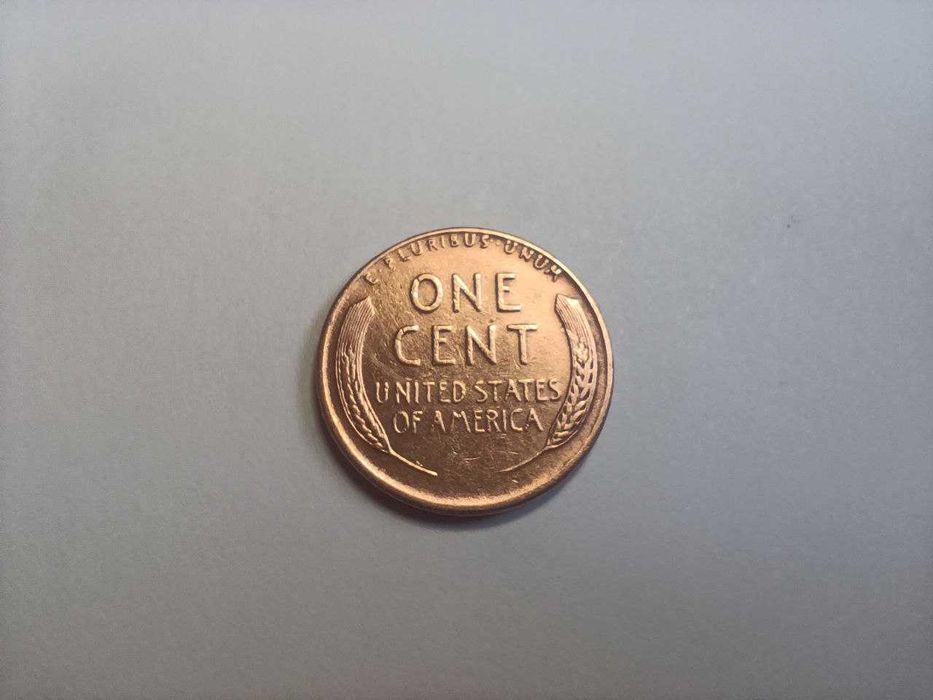 E·PLURIBUS·UNUM
ONE
CENT
UNITED STATES
OF AMERICA